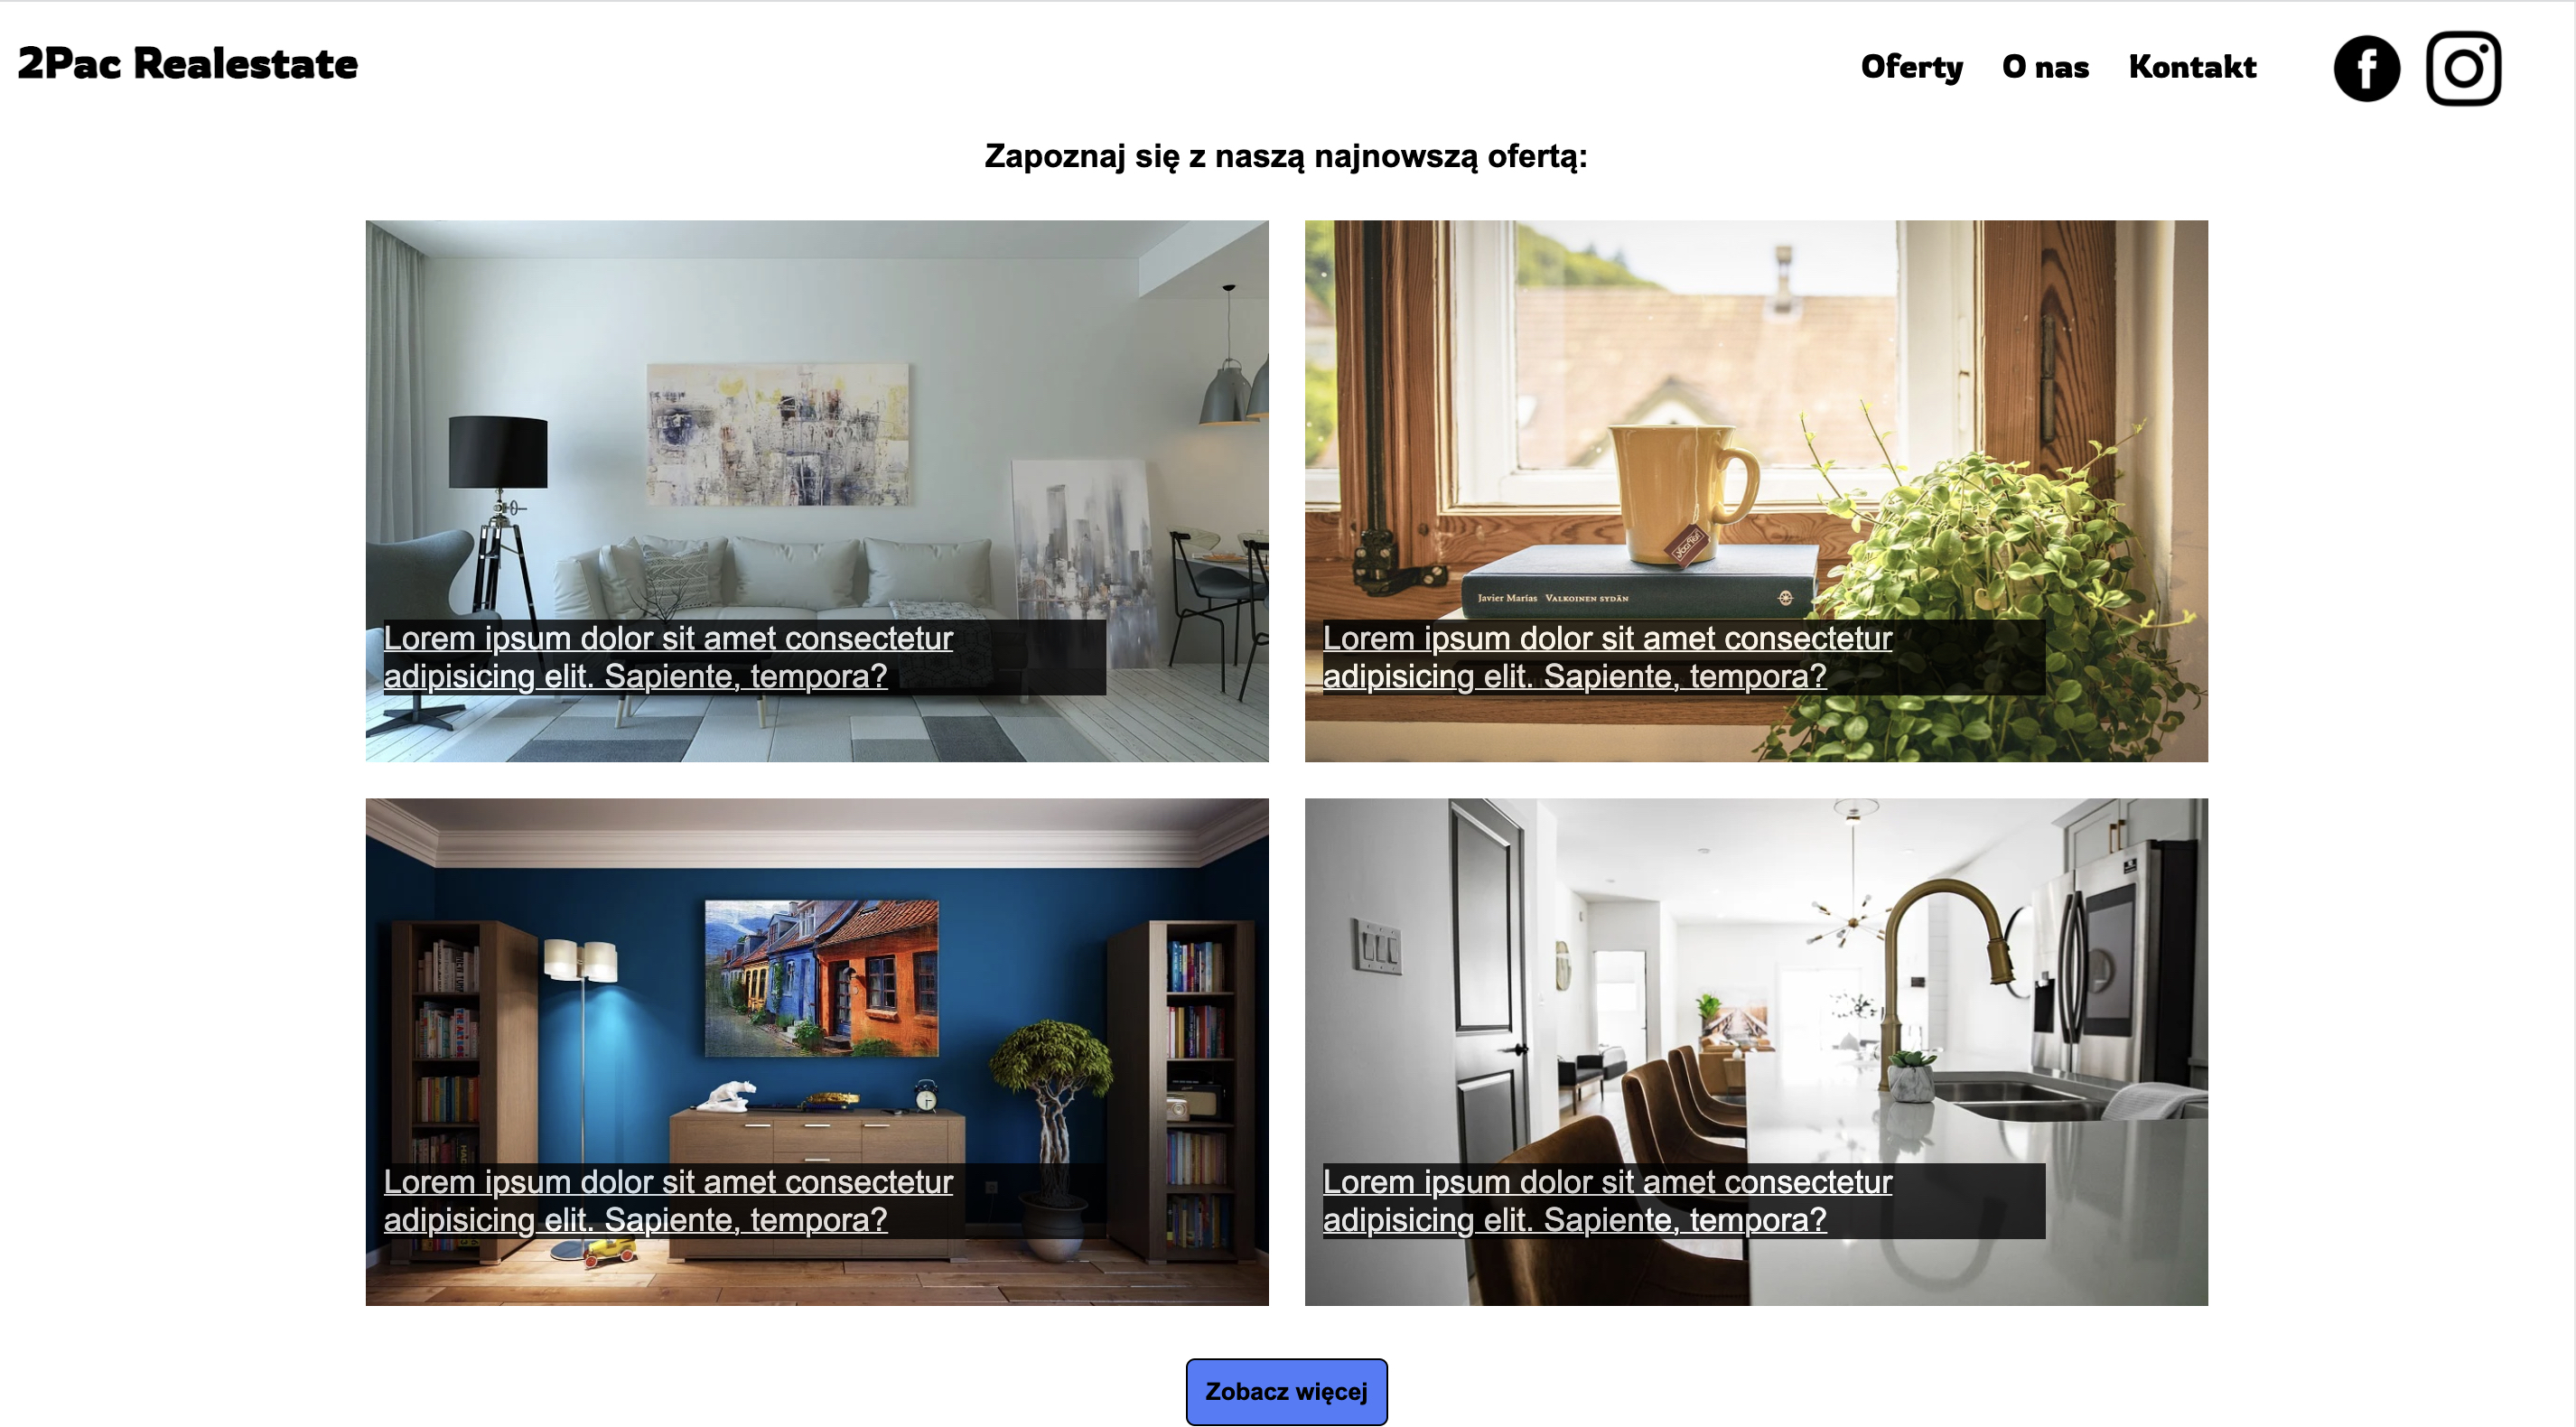 2Pac Realestate
Oferty O nas Kontakt
Zapoznaj się z naszą najnowszą ofertą:
Javier Marías VALKOINEN SYDÄN
Lorem ipsum dolor sit amet consectetur
adipisicing elit. Sapiente, tempora?
Lorem ipsum dolor sit amet consectetur
adipisicing elit. Sapiente, tempora?
Lorem ipsum dolor sit amet consectetur
adipisicing elit. Sapiente, tempora?
Lorem ipsum dolor sit amet consectetur
adipisicing elit. Sapiente, tempora?
Zobacz więcej